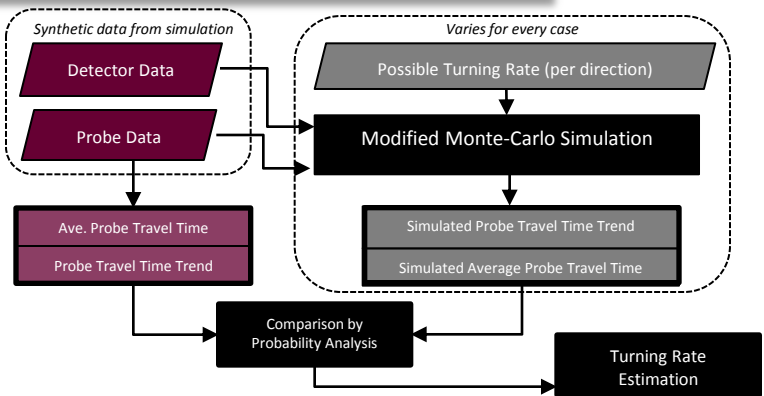 Synthetic data from simulation
Varies for every case
Detector Data
Possible Turning Rate (per direction)
Probe Data
Modified Monte-Carlo Simulation
Ave. Probe Travel Time
Probe Travel Time Trend
Simulated Probe Travel Time Trend
Simulated Average Probe Travel Time
Comparison by
Probability Analysis
Turning Rate
Estimation